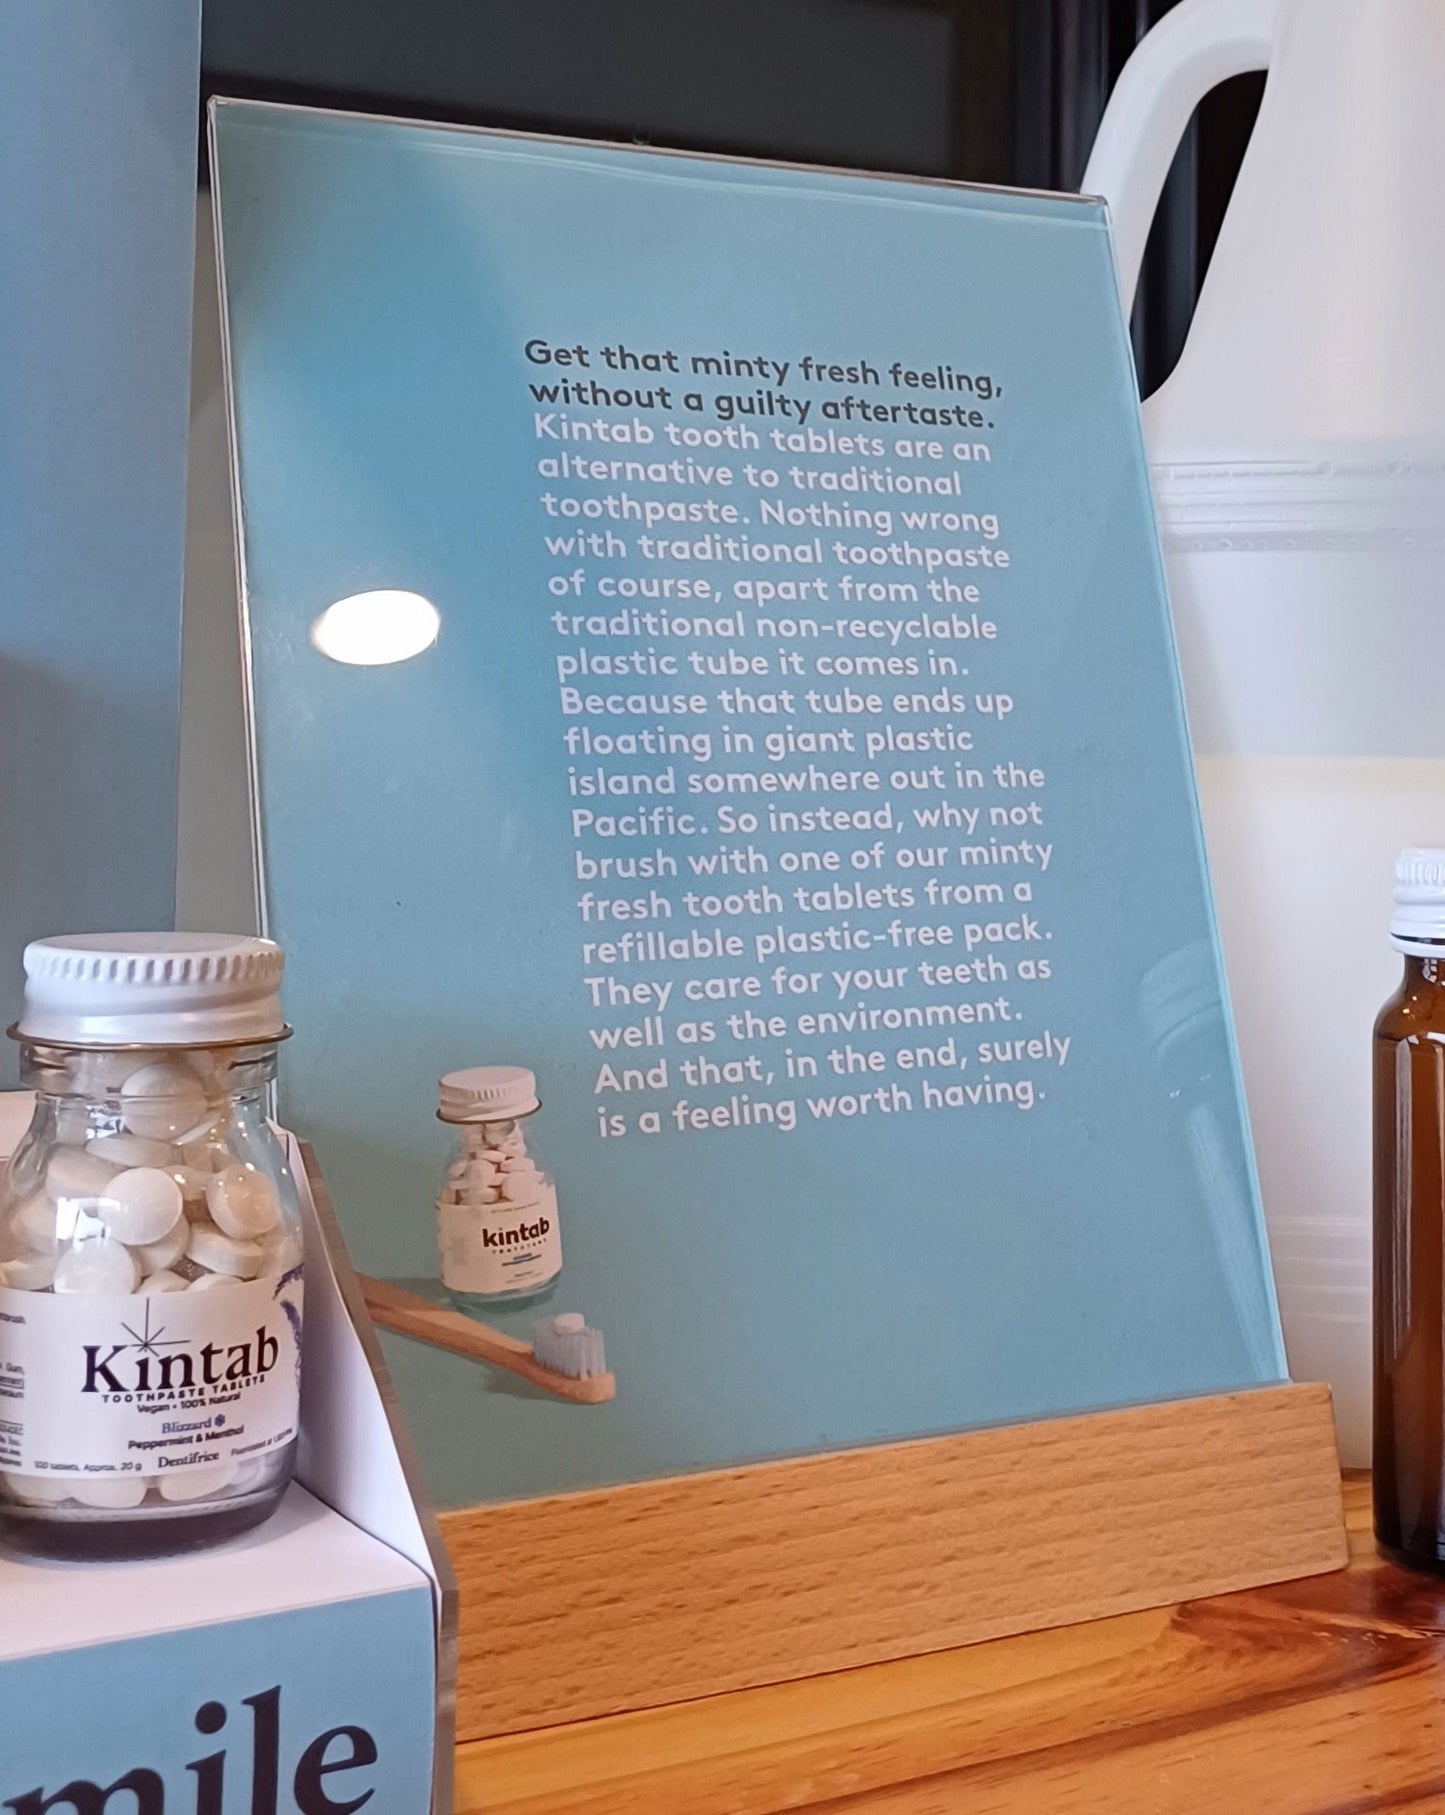 Get that minty fresh feeling,
without a guilty aftertaste.
Kintab tooth tablets are an
alternative to traditional
toothpaste. Nothing wrong
with traditional toothpaste
of course, apart from the
traditional non-recyclable
plastic tube it comes in.
Because that tube ends up
floating in giant plastic
island somewhere out in the
Pacific. So instead, why not
brush with one of our minty
fresh tooth tablets from a
refillable plastic-free pack.
They care for your teeth as
well as the environment.
And that, in the end, surely
is a feeling worth having.
kintab
Kintab
TOOTHPASTE TABLETS
Vegan • 100% Natural
Blizzard
Peppermint & Menthol
Dentifrice
100 tablets, Approx. 20 g
mile